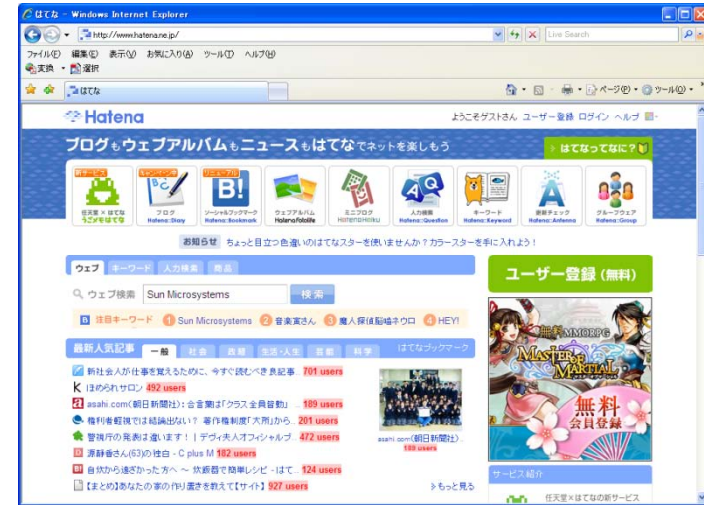 はてな - Windows Internet Explorer
http://www.hatena.ne.jp/
Live Search
ファイル(F) 編集(E) 表示(V) お気に入り(A) ツール(T) ヘルプ(H)
変換 選択
はてな
ページ(P) ツール(O)
Hatena
ようこそゲストさん ユーザー登録 ログイン ヘルプ
ブログもウェブアルバムもニュースもはてなでネットを楽しもう
はてなってなに?
新サービス キャンペーン中 リニューアル
任天堂×はてな ブログ ソーシャルブックマーク ウェブアルバム ミニブログ 人力検索 キーワード 更新チェック グループウェア
うごメモはてな Hatena::Diary Hatena::Bookmark Hatena::Fotolife Hatena::Haiku Hatena::Question Hatena::Keyword Hatena::Antenna Hatena::Group
お知らせ ちょっと目立つ色違いのはてなスターを使いませんか?カラースターを手に入れよう!
ウェブ キーワード 人力検索 商品
ユーザー登録 (無料)
ウェブ検索 Sun Microsystems 検索
注目キーワード 1 Sun Microsystems 2 音楽寅さん 3 魔人探偵脳噛ネウロ 4 HEY!
無料MMORPG
MASTER OF MARTIAL
無料
会員登録
最新人気記事 一般 社会 政経 生活・人生 芸能 科学 はてなブックマーク
新社会人が仕事を覚えるために、今すぐ読むべき良記事.. 701 users
ほめられサロン 492 users
asahi.com(朝日新聞社):合言葉は「クラス全員皆勤」.. 189 users
権利者軽視では結論出ない? 著作権制度「大所」から.. 201 users
警視庁の発表は違います!|デヴィ夫人オフィシャルブ.. 472 users
源静香さん(63)の独白 - C plus M 182 users
自炊から遠ざかった方へ ~ 炊飯器で簡単レシピ - はて.. 124 users
【まとめ】あなたの家の作り置きを教えて【サイト】 927 users
asahi.com(朝日新聞社)..
189 users
もっと見る
サービス紹介
任天堂×はてなの新サービス